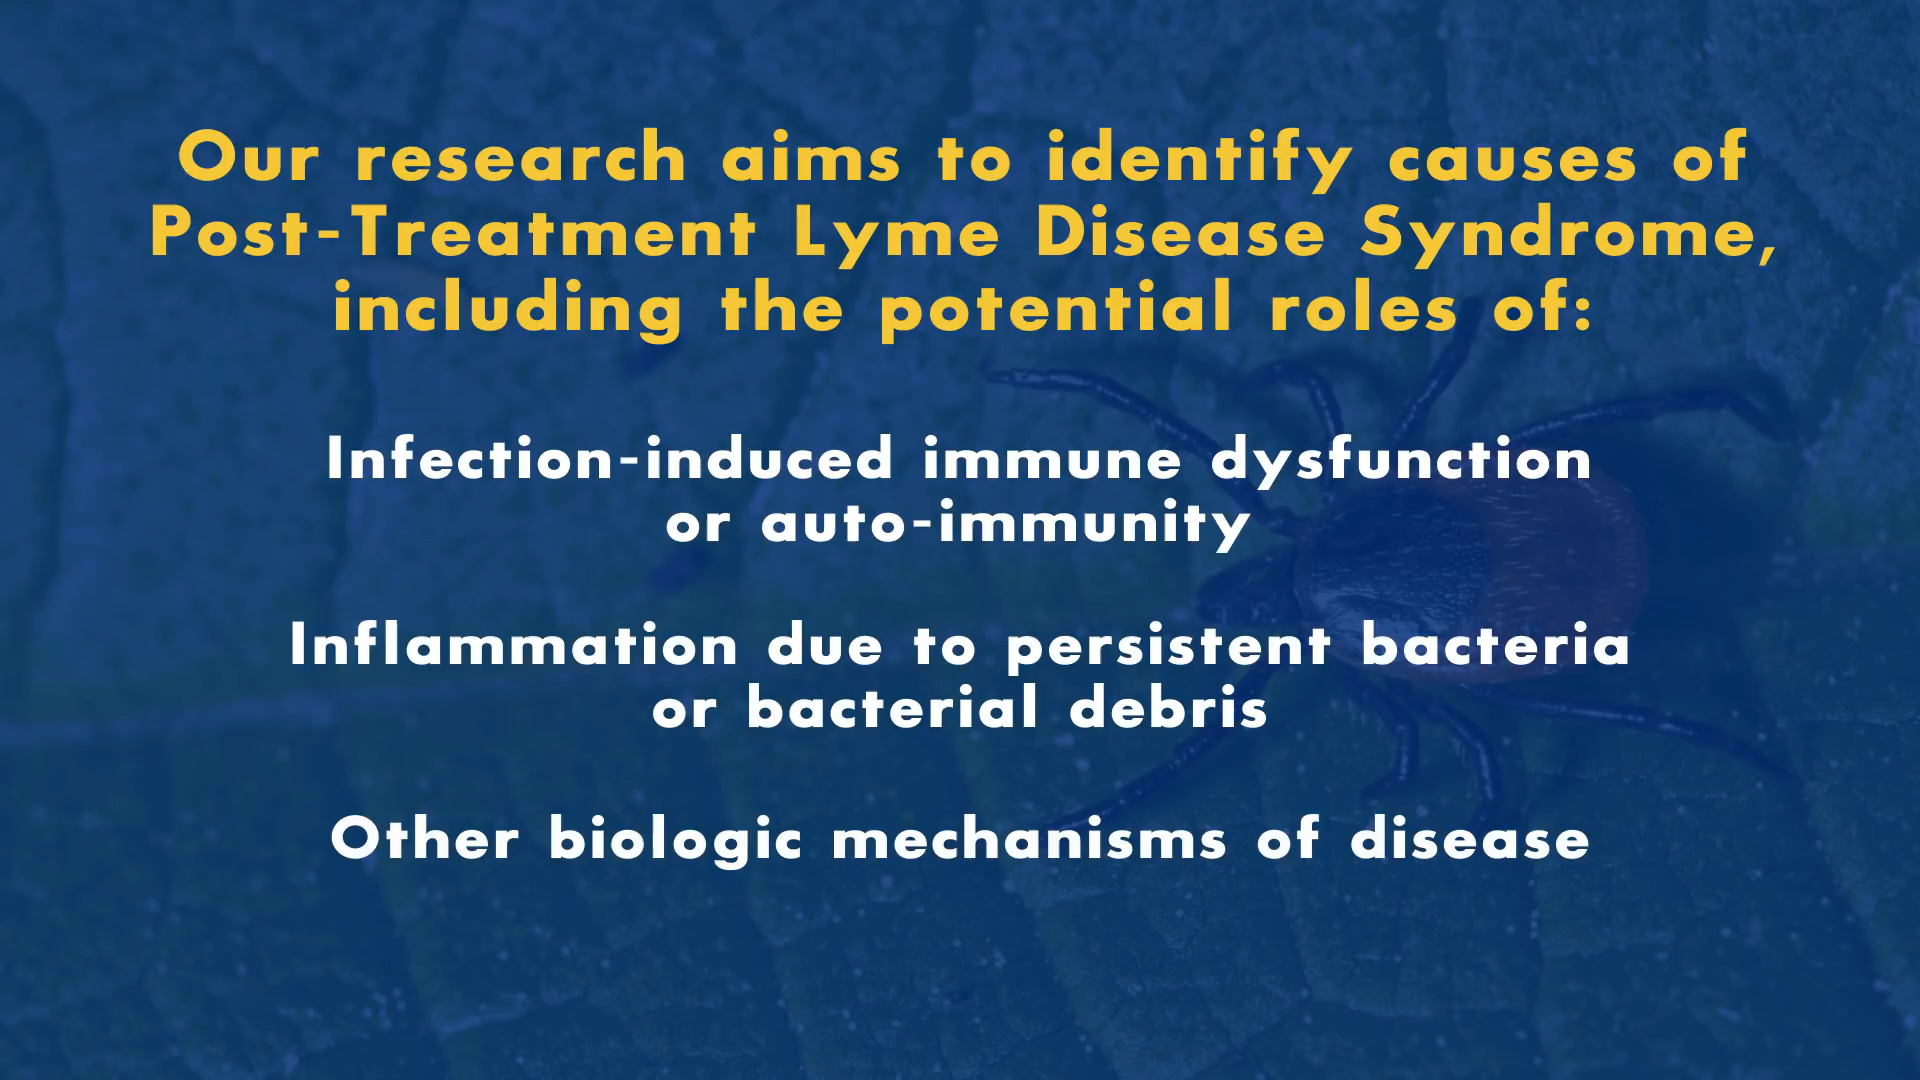 Our research aims to identify causes of
Post-Treatment Lyme Disease Syndrome,
including the potential roles of:
Infection-induced immune dysfunction
or auto-immunity
Inflammation due to persistent bacteria
or bacterial debris
Other biologic mechanisms of disease